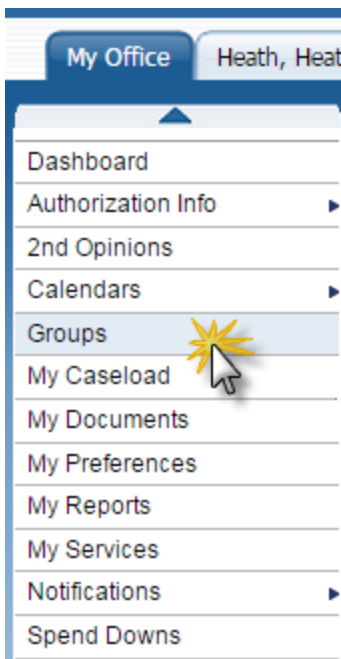 My Office Heath, Heat
Dashboard
Authorization Info
2nd Opinions
Calendars
Groups
My Caseload
My Documents
My Preferences
My Reports
My Services
Notifications
Spend Downs